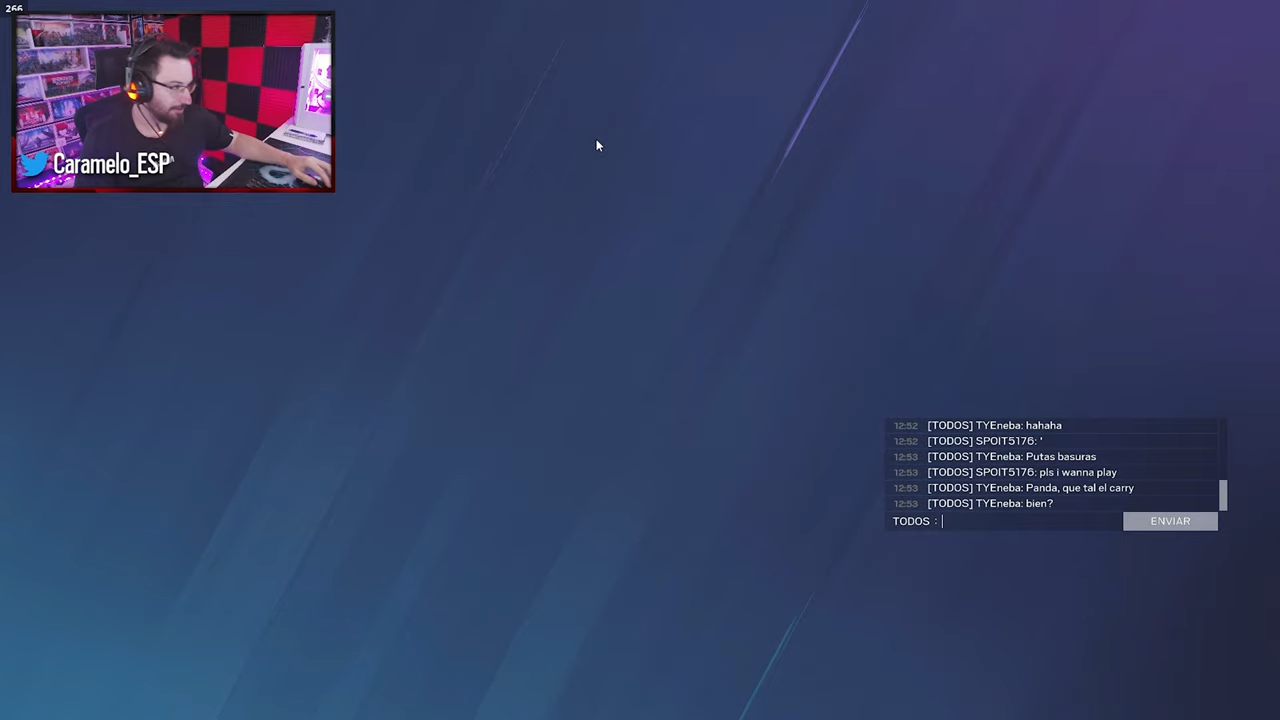 266
Caramelo_ESP
12:52 [TODOS] TYEneba: hahaha
12:52 [TODOS] SPOIT5176: '
12:53 [TODOS] TYEneba: Putas basuras
12:53 [TODOS] SPOIT5176: pls i wanna play
12:53 [TODOS] TYEneba: Panda, que tal el carry
12:53 [TODOS] TYEneba: bien?
TODOS : ENVIAR